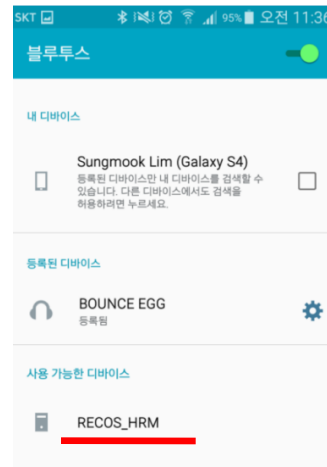 SKT 95% 오전 11:36
블루투스
내 디바이스
Sungmook Lim (Galaxy S4)
등록된 디바이스만 내 디바이스를 검색할 수
있습니다. 다른 디바이스에서도 검색을
허용하려면 누르세요.
등록된 디바이스
BOUNCE EGG
등록됨
사용 가능한 디바이스
RECOS_HRM